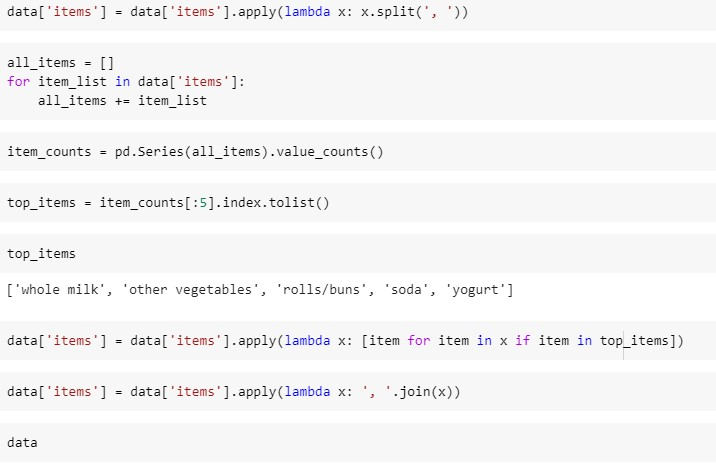 data['items'] = data['items'].apply(lambda x: x.split(', '))
all_items = []
for item_list in data['items']:
    all_items += item_list
item_counts = pd.Series(all_items).value_counts()
top_items = item_counts[:5].index.tolist()
top_items
['whole milk', 'other vegetables', 'rolls/buns', 'soda', 'yogurt']
data['items'] = data['items'].apply(lambda x: [item for item in x if item in top_items])
data['items'] = data['items'].apply(lambda x: ', '.join(x))
data